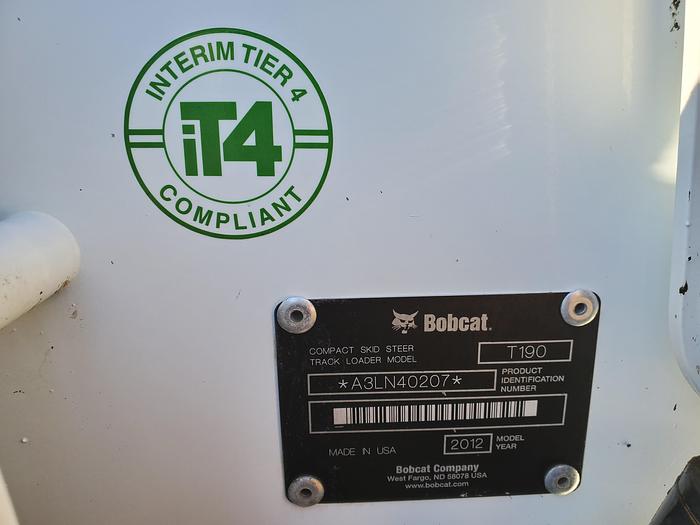 INTERIM TIER 4
iT4
COMPLIANT
Bobcat.
COMPACT SKID STEER
TRACK LOADER MODEL
T190
*A3LN40207*
PRODUCT
IDENTIFICATION
NUMBER
MADE IN USA
2012
MODEL
YEAR
Bobcat Company
West Fargo, ND 58078 USA
www.bobcat.com